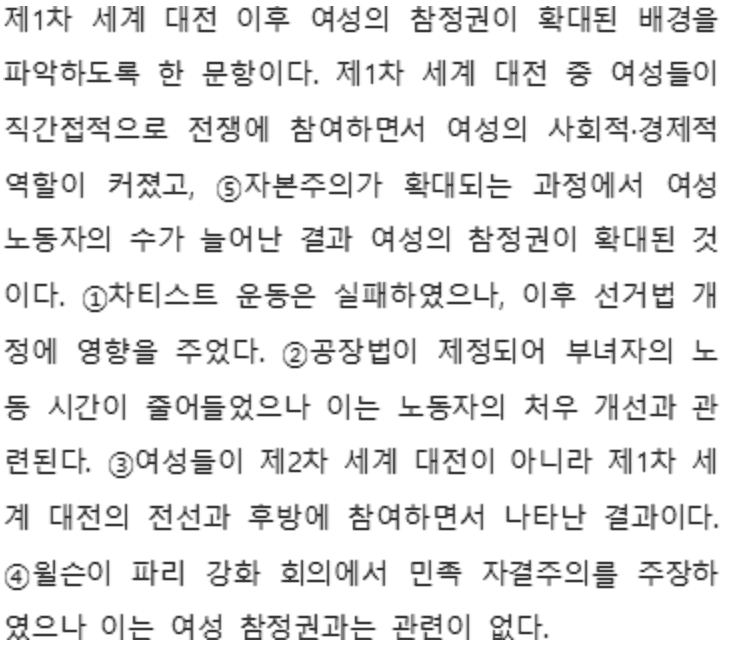 제1차 세계 대전 이후 여성의 참정권이 확대된 배경을
파악하도록 한 문항이다. 제1차 세계 대전 중 여성들이
직간접적으로 전쟁에 참여하면서 여성의 사회적·경제적
역할이 커졌고, ⑤자본주의가 확대되는 과정에서 여성
노동자의 수가 늘어난 결과 여성의 참정권이 확대된 것
이다. ①차티스트 운동은 실패하였으나, 이후 선거법 개
정에 영향을 주었다. ②공장법이 제정되어 부녀자의 노
동 시간이 줄어들었으나 이는 노동자의 처우 개선과 관
련된다. ③여성들이 제2차 세계 대전이 아니라 제1차 세
계 대전의 전선과 후방에 참여하면서 나타난 결과이다.
④윌슨이 파리 강화 회의에서 민족 자결주의를 주장하
였으나 이는 여성 참정권과는 관련이 없다.